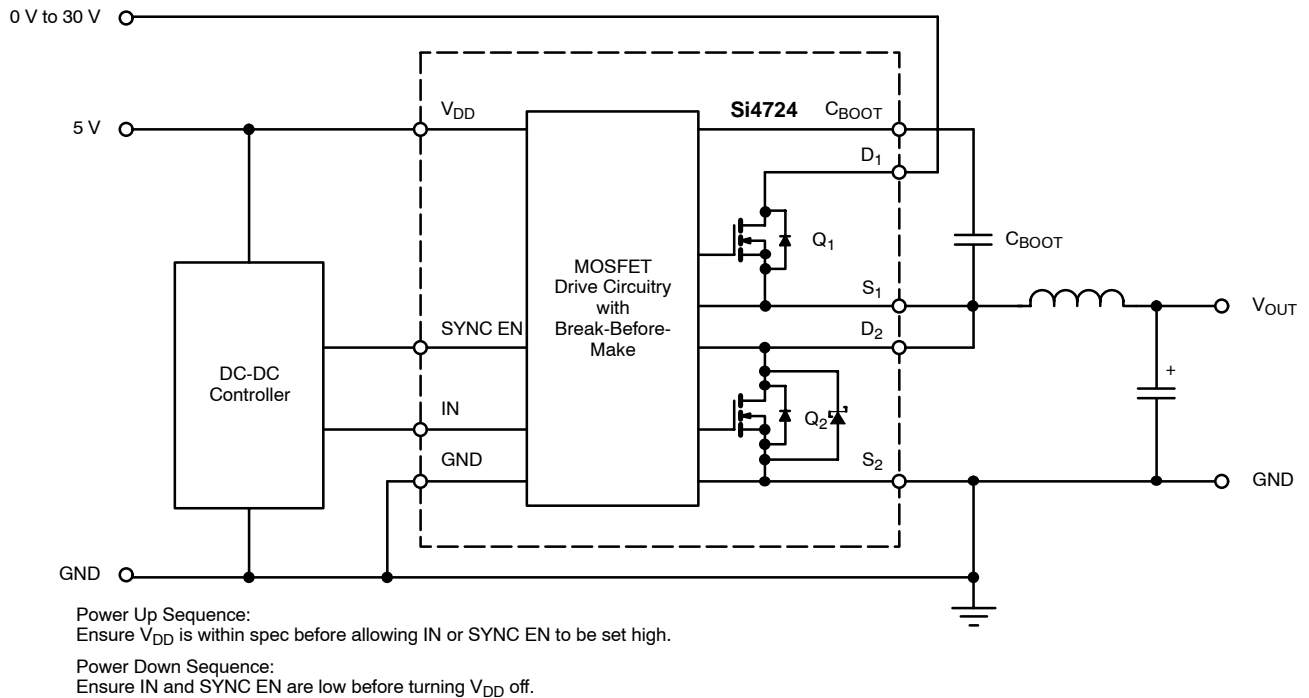 0 V to 30 V
Si4724
VDD
CBOOT
5 V
D1
Q1
CBOOT
MOSFET
Drive Circuitry
with
Break-Before-
Make
S1
VOUT
SYNC EN
D2
DC-DC
Controller
+
IN
Q2
GND
S2
GND
GND
Power Up Sequence:
Ensure VDD is within spec before allowing IN or SYNC EN to be set high.
Power Down Sequence:
Ensure IN and SYNC EN are low before turning VDD off.